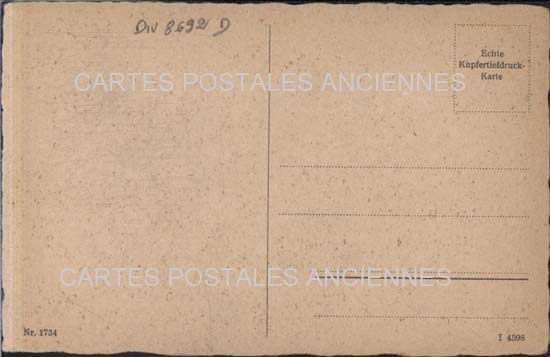 Div 8692 D
Echte
Kupfertiefdruck-
Karte
CARTES POSTALES ANCIENNES
CARTES POSTALES ANCIENNES
Nr. 1734
I 4508